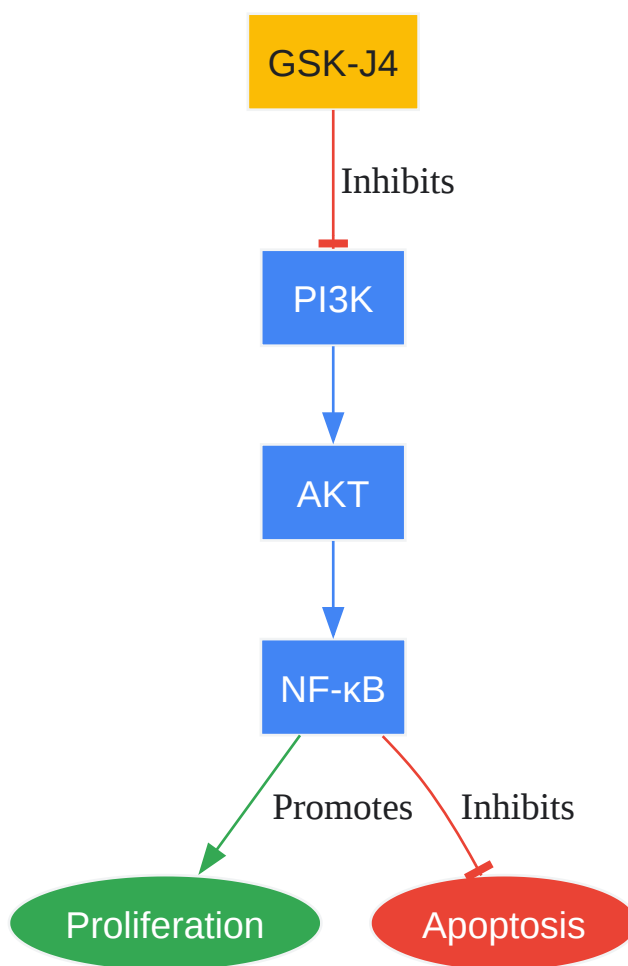 GSK-J4
Inhibits
PI3K
AKT
NF-κB
Promotes
Inhibits
Proliferation
Apoptosis